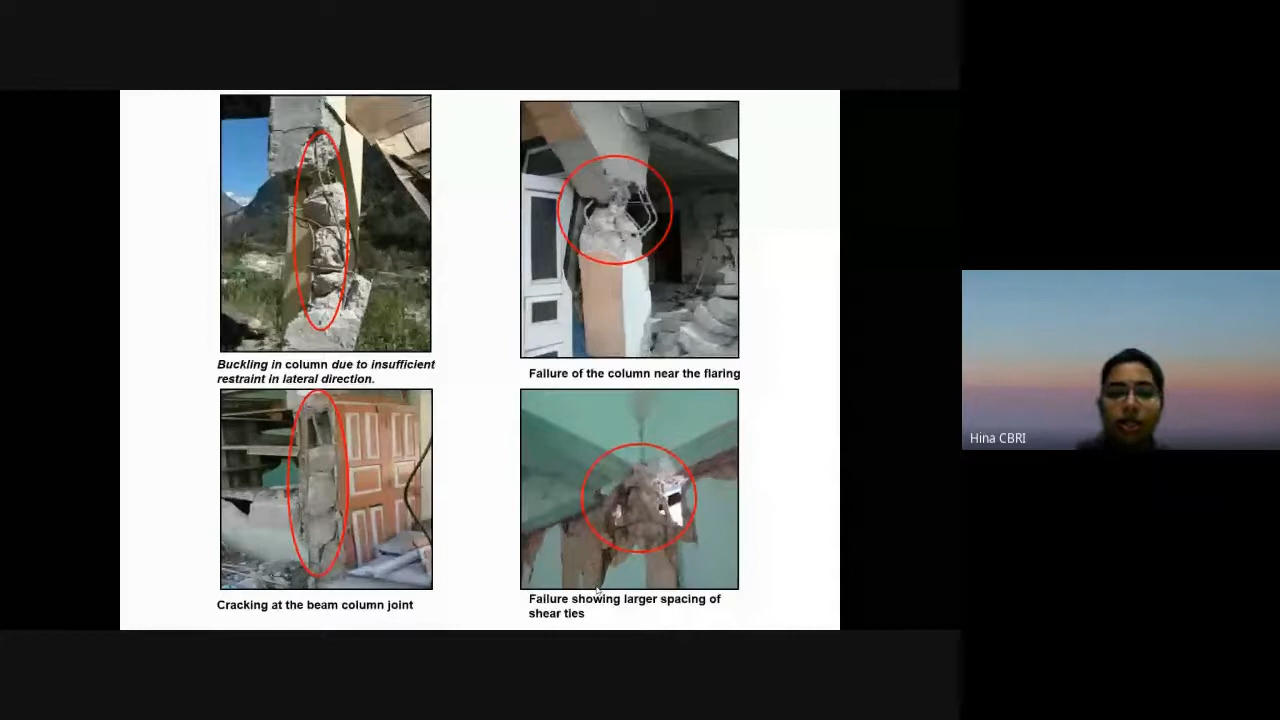 Buckling in column due to insufficient
restraint in lateral direction.
Failure of the column near the flaring
Cracking at the beam column joint
Failure showing larger spacing of
shear ties
Hina CBRI